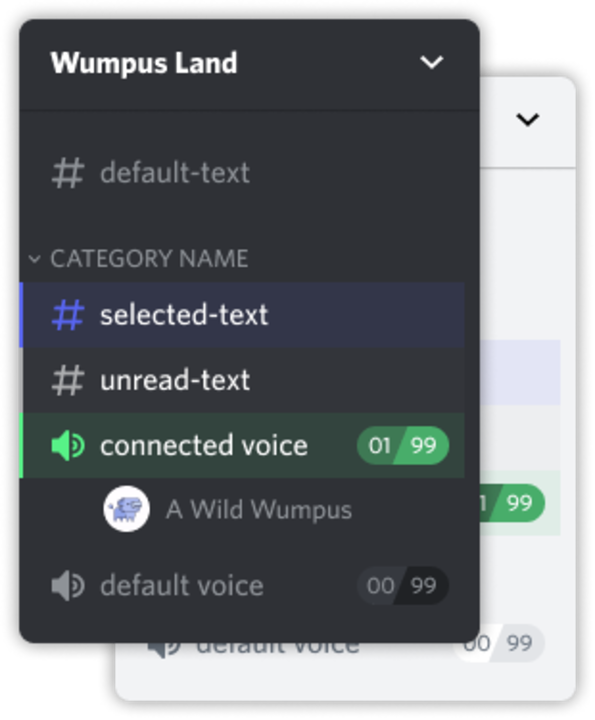 Wumpus Land
# default-text
CATEGORY NAME
# selected-text
# unread-text
connected voice 01 / 99
A Wild Wumpus
default voice 00 / 99
1 / 99
default voice 00 / 99